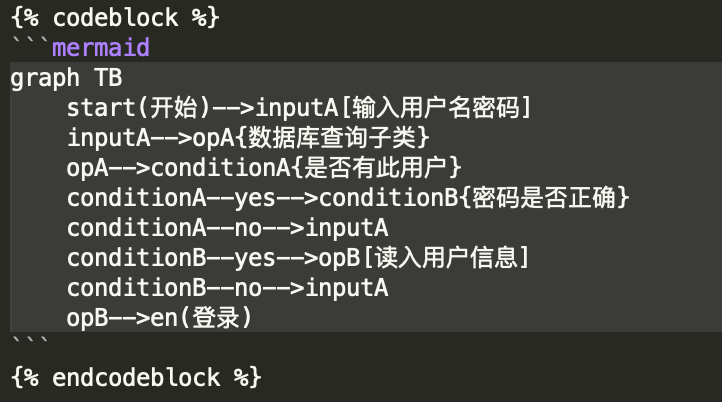 {% codeblock %}
```mermaid
graph TB
    start(开始)-->inputA[输入用户名密码]
    inputA-->opA{数据库查询子类}
    opA-->conditionA{是否有此用户}
    conditionA--yes-->conditionB{密码是否正确}
    conditionA--no-->inputA
    conditionB--yes-->opB[读入用户信息]
    conditionB--no-->inputA
    opB-->en(登录)
```
{% endcodeblock %}